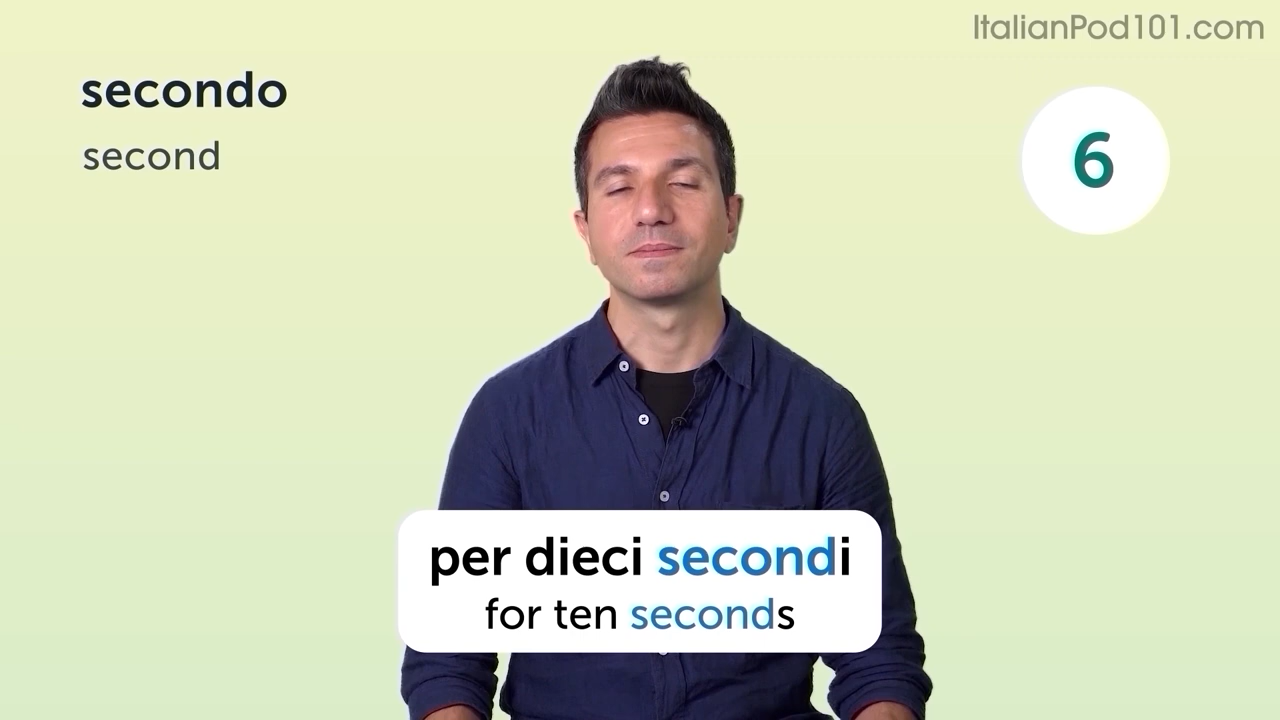 ItalianPod101.com
secondo
second
6
per dieci secondi
for ten seconds